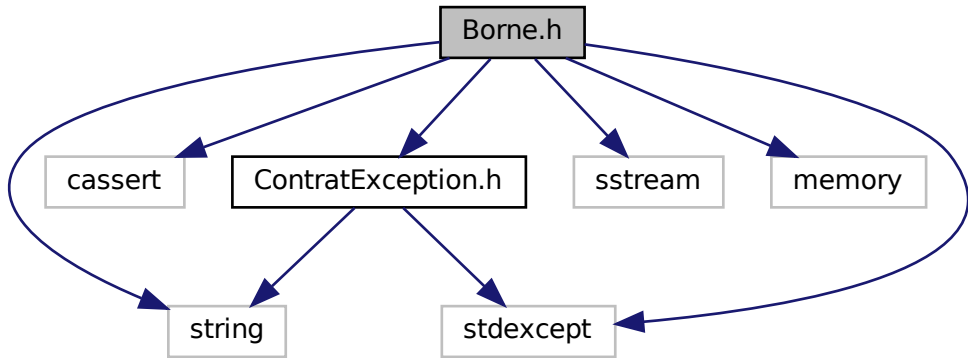 Borne.h
cassert
ContratException.h
sstream
memory
string
stdexcept